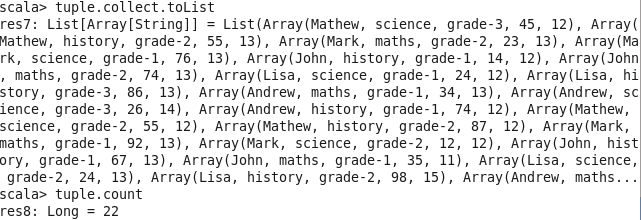 scala> tuple.collect.toList
res7: List[Array[String]] = List(Array(Mathew, science, grade-3, 45, 12), Array(
Mathew, history, grade-2, 55, 13), Array(Mark, maths, grade-2, 23, 13), Array(Ma
rk, science, grade-1, 76, 13), Array(John, history, grade-1, 14, 12), Array(John
, maths, grade-2, 74, 13), Array(Lisa, science, grade-1, 24, 12), Array(Lisa, hi
story, grade-3, 86, 13), Array(Andrew, maths, grade-1, 34, 13), Array(Andrew, sc
ience, grade-3, 26, 14), Array(Andrew, history, grade-1, 74, 12), Array(Mathew, 
science, grade-2, 55, 12), Array(Mathew, history, grade-2, 87, 12), Array(Mark, 
maths, grade-1, 92, 13), Array(Mark, science, grade-2, 12, 12), Array(John, hist
ory, grade-1, 67, 13), Array(John, maths, grade-1, 35, 11), Array(Lisa, science,
 grade-2, 24, 13), Array(Lisa, history, grade-2, 98, 15), Array(Andrew, maths...
scala> tuple.count
res8: Long = 22